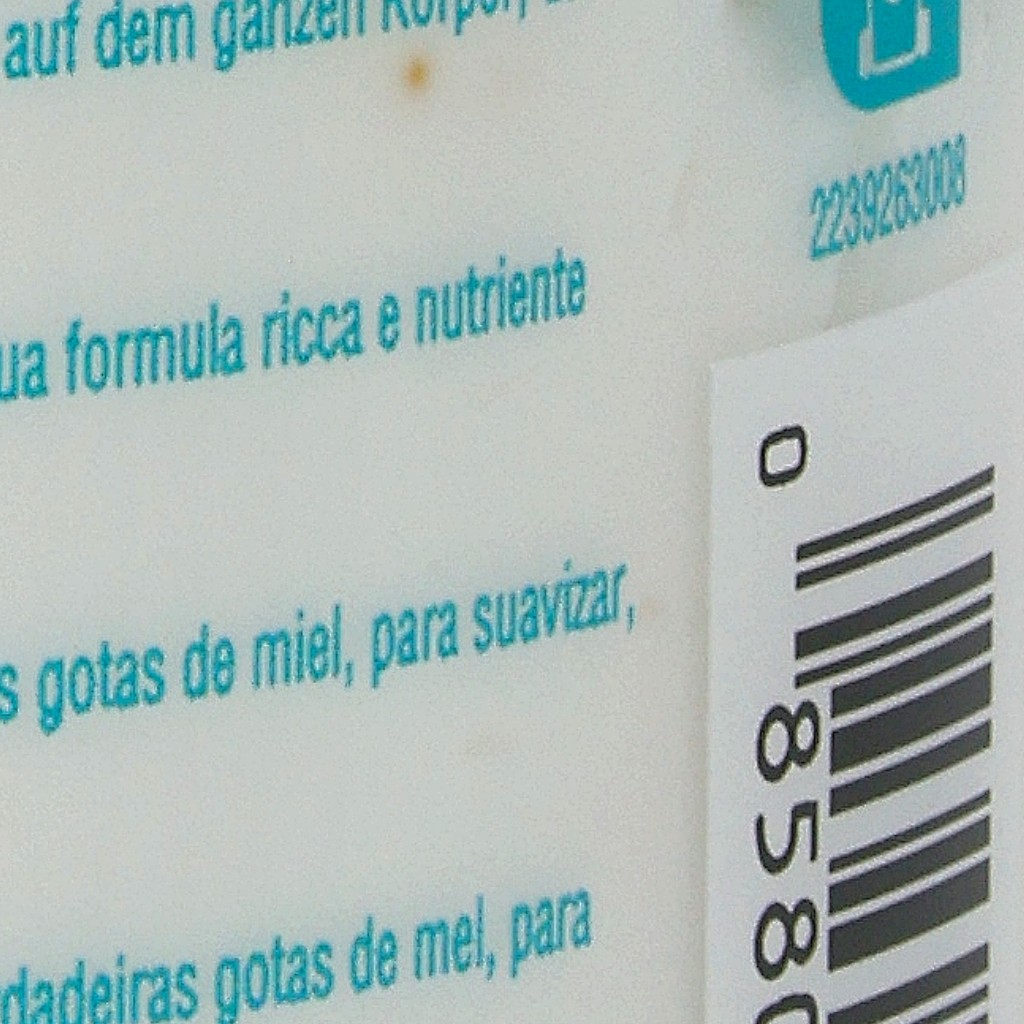 auf dem ganzen Körper,
2239263008
ua formula ricca e nutriente
s gotas de miel, para suavizar,
dadeiras gotas de mel, para
0
858